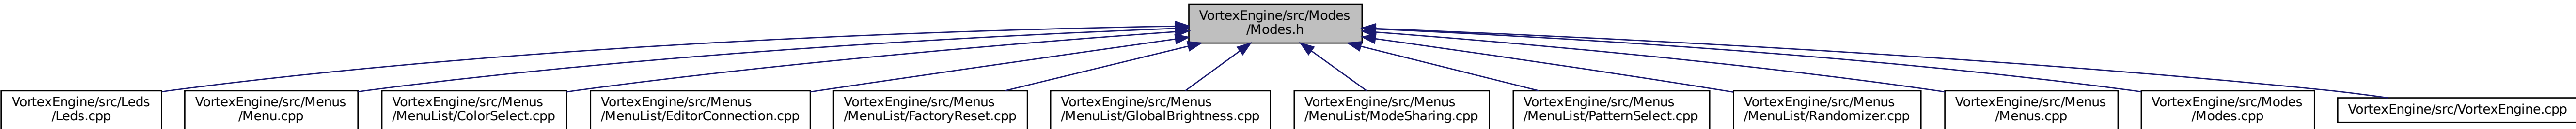 VortexEngine/src/Modes
/Modes.h
VortexEngine/src/Leds
/Leds.cpp
VortexEngine/src/Menus
/Menu.cpp
VortexEngine/src/Menus
/MenuList/ColorSelect.cpp
VortexEngine/src/Menus
/MenuList/EditorConnection.cpp
VortexEngine/src/Menus
/MenuList/FactoryReset.cpp
VortexEngine/src/Menus
/MenuList/GlobalBrightness.cpp
VortexEngine/src/Menus
/MenuList/ModeSharing.cpp
VortexEngine/src/Menus
/MenuList/PatternSelect.cpp
VortexEngine/src/Menus
/MenuList/Randomizer.cpp
VortexEngine/src/Menus
/Menus.cpp
VortexEngine/src/Modes
/Modes.cpp
VortexEngine/src/VortexEngine.cpp